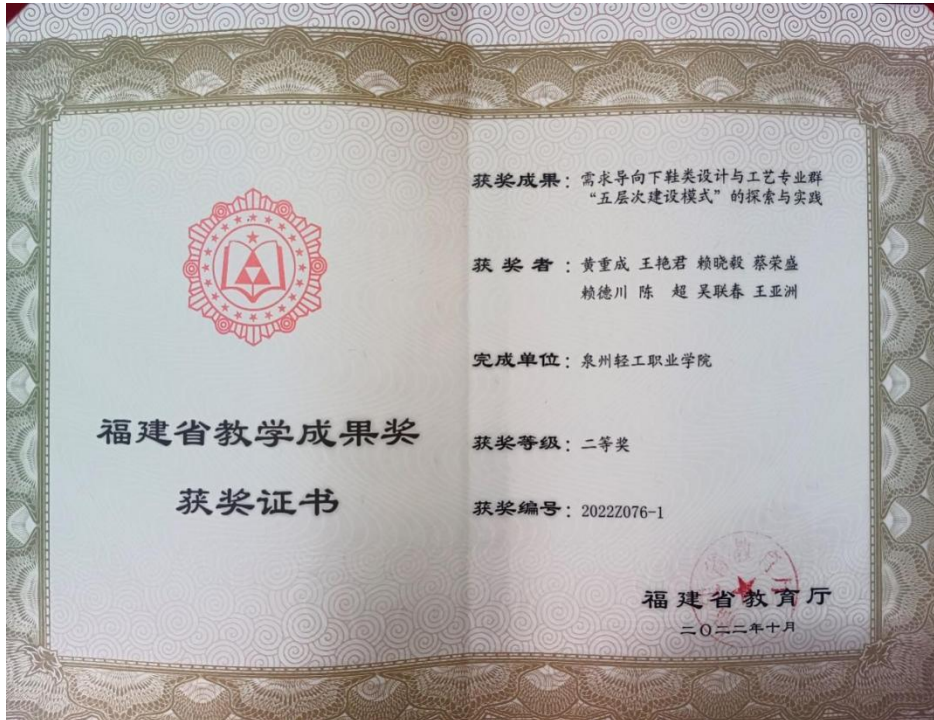 福建省教学成果奖
获奖证书
获奖成果：需求导向下鞋类设计与工艺专业群
“五层次建设模式”的探索与实践
获奖者：黄重成 王艳君 赖晓毅 蔡荣盛
赖德川 陈 超 吴联春 王亚洲
完成单位：泉州轻工职业学院
获奖等级：二等奖
获奖编号：2022Z076-1
福建省教育厅
二〇二二年十月